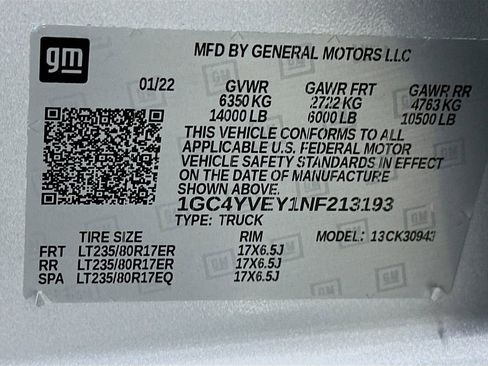 gm
MFD BY GENERAL MOTORS LLC
01/22 GVWR GAWR FRT GAWR RR
6350 KG 2722 KG 4763 KG
14000 LB 6000 LB 10500 LB
THIS VEHICLE CONFORMS TO ALL
APPLICABLE U.S. FEDERAL MOTOR
VEHICLE SAFETY STANDARDS IN EFFECT
ON THE DATE OF MANUFACTURE
SHOWN ABOVE.
1GC4YVEY1NF213193
TYPE: TRUCK
TIRE SIZE RIM MODEL: 13CK30943
FRT LT235/80R17ER 17X6.5J
RR LT235/80R17ER 17X6.5J
SPA LT235/80R17EQ 17X6.5J